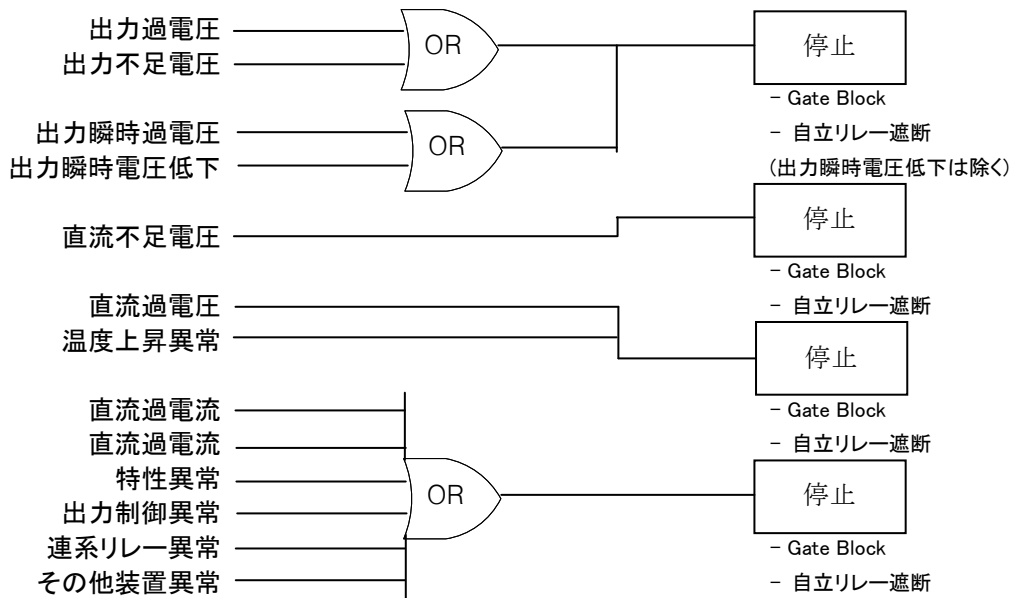 出力過電圧
出力不足電圧
OR
停止
- Gate Block
- 自立リレー遮断
(出力瞬時電圧低下は除く)
出力瞬時過電圧
出力瞬時電圧低下
OR
直流不足電圧
停止
- Gate Block
- 自立リレー遮断
直流過電圧
温度上昇異常
停止
- Gate Block
- 自立リレー遮断
直流過電流
直流過電流
特性異常
出力制御異常
連系リレー異常
その他装置異常
OR
停止
- Gate Block
- 自立リレー遮断